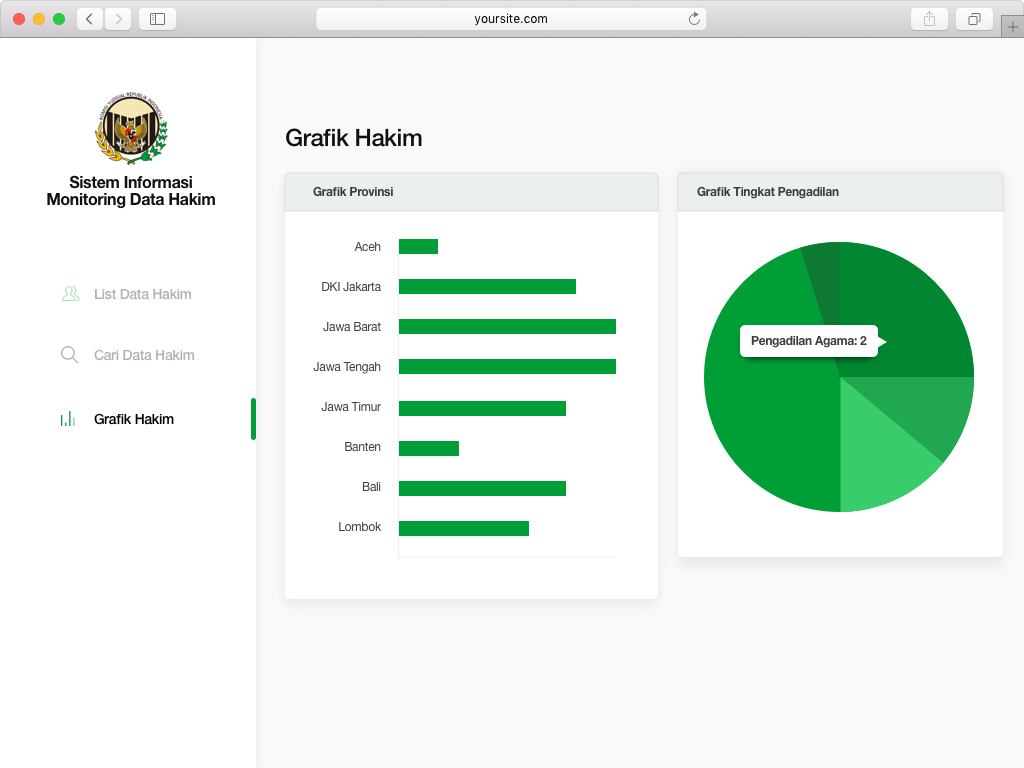 yoursite.com
KOMISI YUDISIAL REPUBLIK INDONESIA
Sistem Informasi
Monitoring Data Hakim
List Data Hakim
Cari Data Hakim
Grafik Hakim
Grafik Hakim
Grafik Provinsi
Aceh
DKI Jakarta
Jawa Barat
Jawa Tengah
Jawa Timur
Banten
Bali
Lombok
Grafik Tingkat Pengadilan
Pengadilan Agama: 2